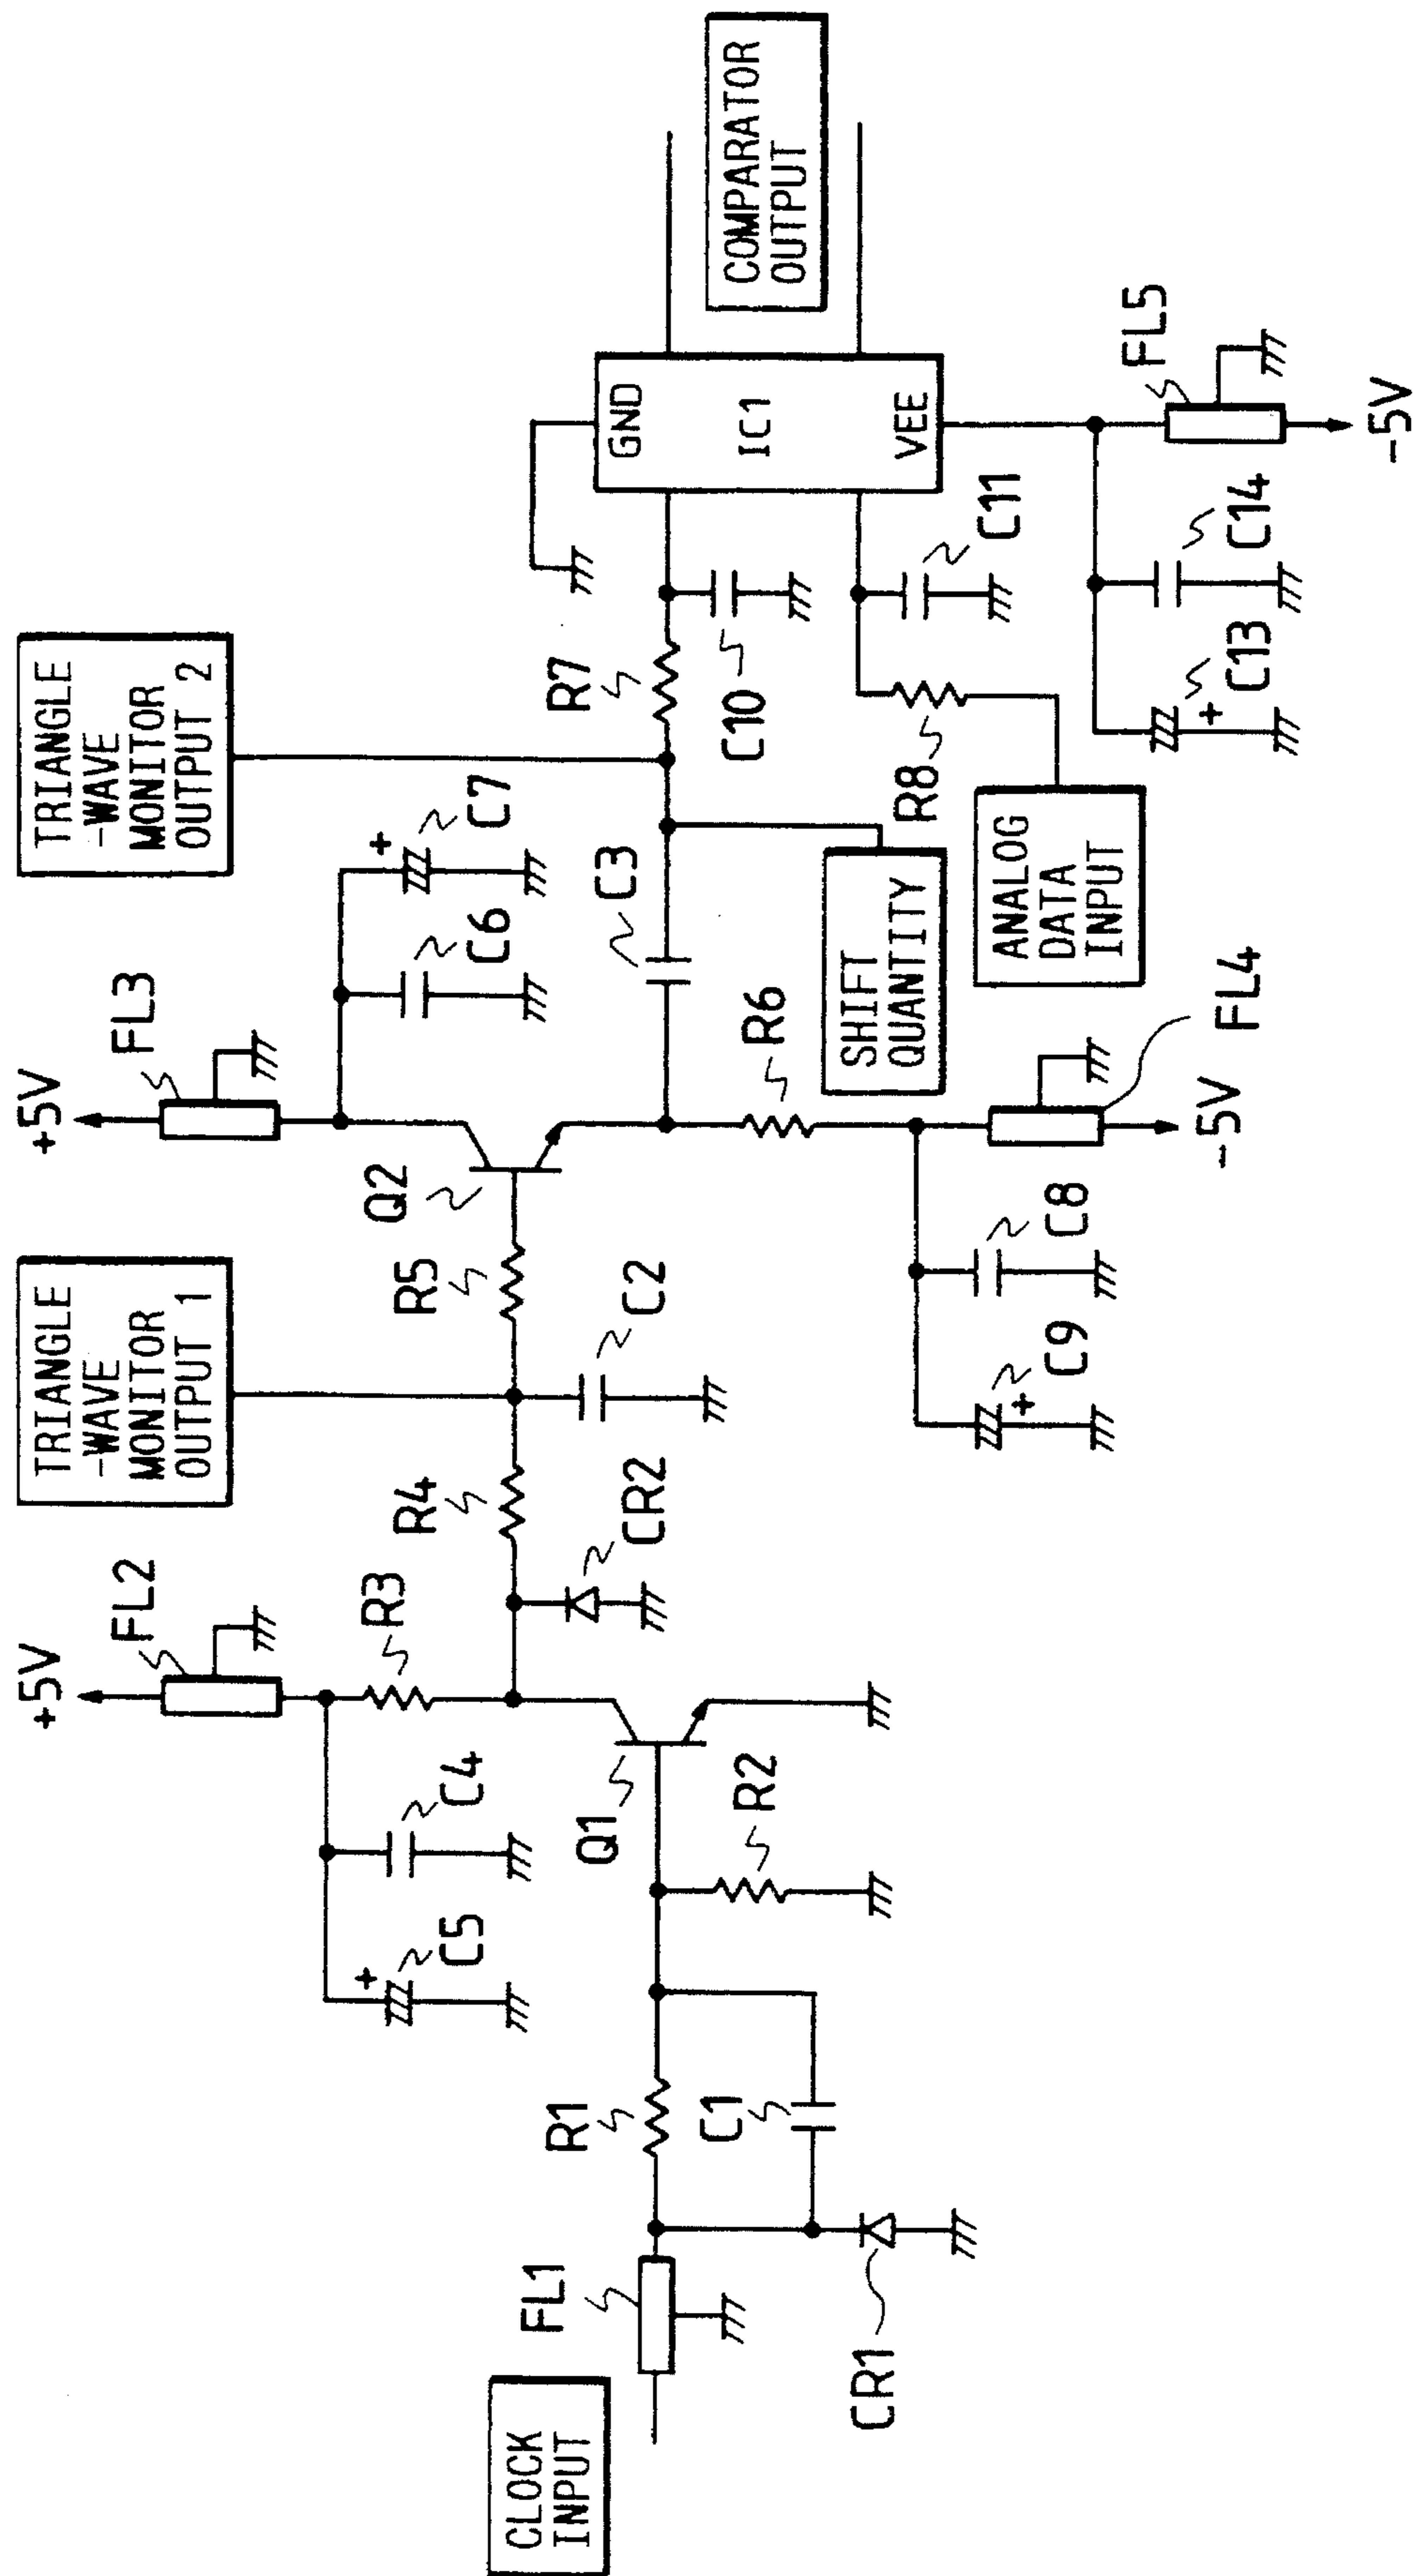 CLOCK
INPUT
FL1
CR1
R1
C1
C5
C4
R2
Q1
+5V
FL2
R3
R4
CR2
TRIANGLE
-WAVE
MONITOR
OUTPUT 1
R5
C2
Q2
C9
C8
+5V
FL3
C6
C7
R6
-5V
FL4
C3
SHIFT
QUANTITY
TRIANGLE
-WAVE
MONITOR
OUTPUT 2
R7
C10
R8
ANALOG
DATA
INPUT
C11
GND
IC1
VEE
C13
C14
FL5
-5V
COMPARATOR
OUTPUT
+
+
+
+